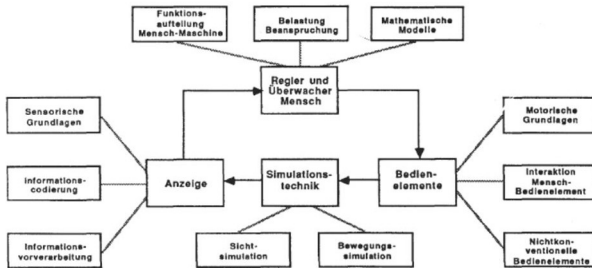 Funktions-
aufteilung
Mensch-Maschine
Belastung
Beanspruchung
Mathematische
Modelle
Regler und
Überwacher
Mensch
Sensorische
Grundlagen
Motorische
Grundlagen
Informations-
codierung
Anzeige
Simulations-
technik
Bedien-
elemente
Interaktion
Mensch-
Bedienelement
Informations-
vorverarbeitung
Sicht-
simulation
Bewegungs-
simulation
Nichtkon-
ventionelle
Bedienelemente